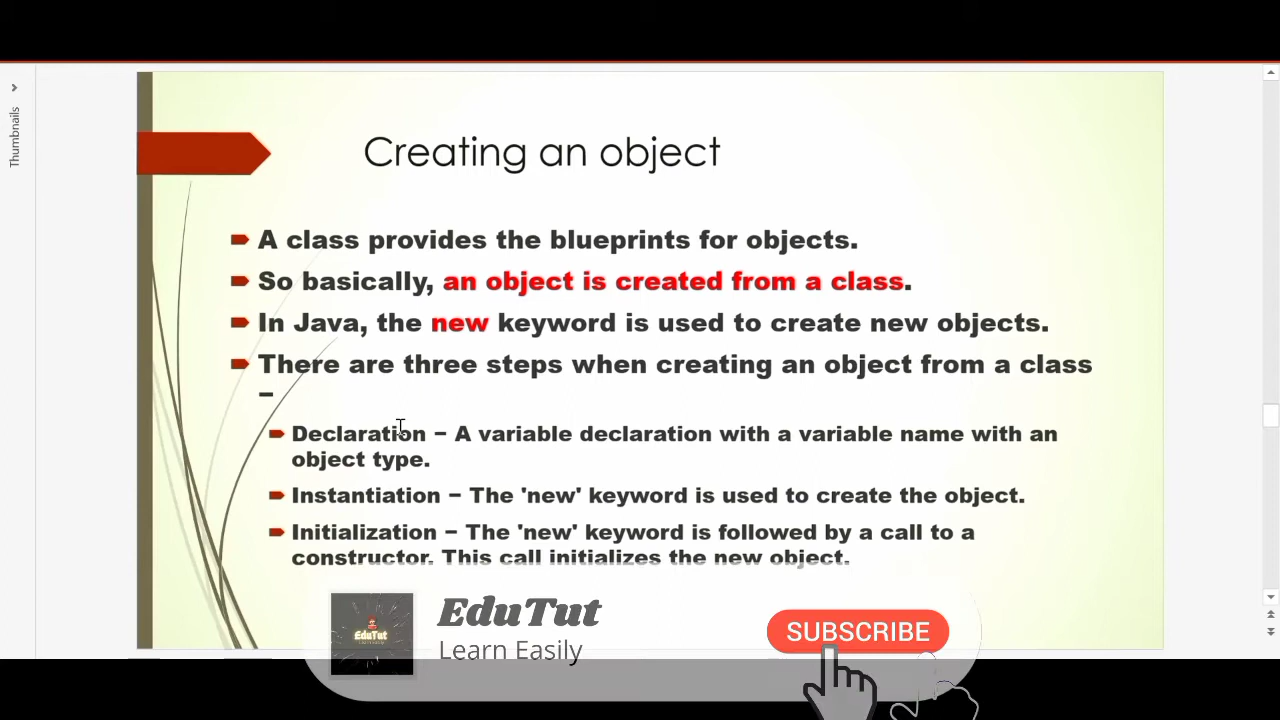 Thumbnails
Creating an object
A class provides the blueprints for objects.
So basically, an object is created from a class.
In Java, the new keyword is used to create new objects.
There are three steps when creating an object from a class
−
Declaration − A variable declaration with a variable name with an
object type.
Instantiation − The 'new' keyword is used to create the object.
Initialization − The 'new' keyword is followed by a call to a
constructor. This call initializes the new object.
EduTut
EduTut
Learn Easily
SUBSCRIBE